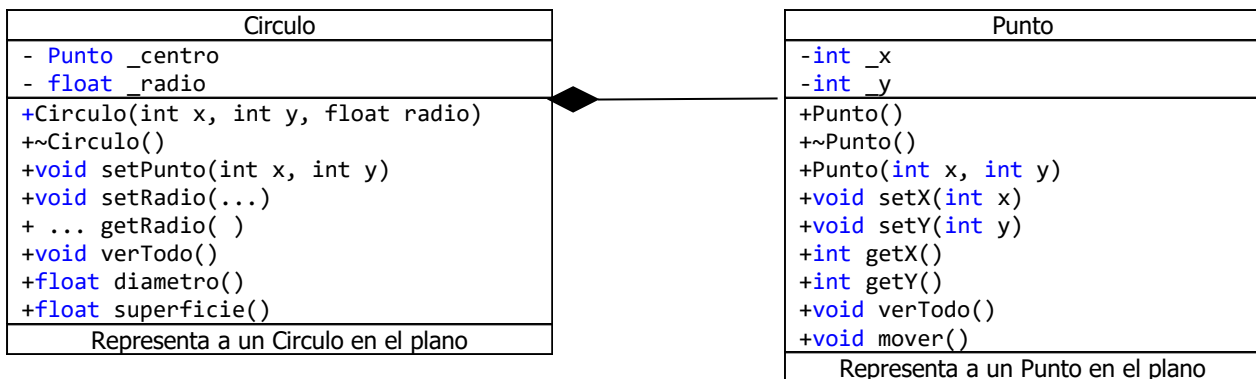 Circulo
- Punto _centro
- float _radio
+Circulo(int x, int y, float radio)
+~Circulo()
+void setPunto(int x, int y)
+void setRadio(...)
+ ... getRadio( )
+void verTodo()
+float diametro()
+float superficie()
Representa a un Circulo en el plano
Punto
-int _x
-int _y
+Punto()
+~Punto()
+Punto(int x, int y)
+void setX(int x)
+void setY(int y)
+int getX()
+int getY()
+void verTodo()
+void mover()
Representa a un Punto en el plano